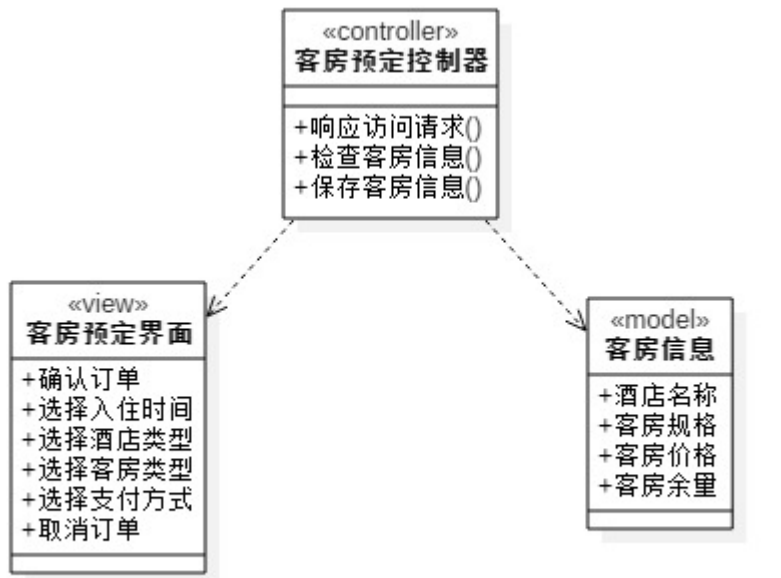 «controller»
客房预定控制器
+响应访问请求()
+检查客房信息()
+保存客房信息()
«view»
客房预定界面
+确认订单
+选择入住时间
+选择酒店类型
+选择客房类型
+选择支付方式
+取消订单
«model»
客房信息
+酒店名称
+客房规格
+客房价格
+客房余量